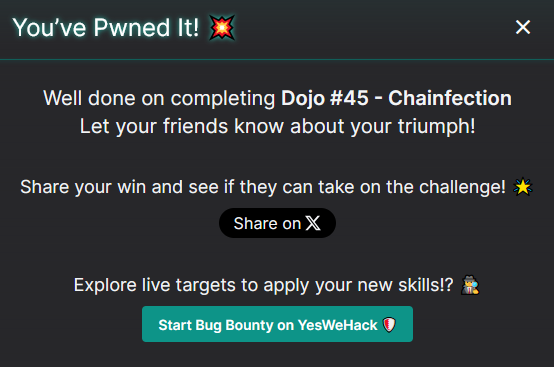 You’ve Pwned It! 💥
Well done on completing Dojo #45 - Chainfection
Let your friends know about your triumph!
Share your win and see if they can take on the challenge! 🌟
Share on X
Explore live targets to apply your new skills!? 🕵️
Start Bug Bounty on YesWeHack 🛡️